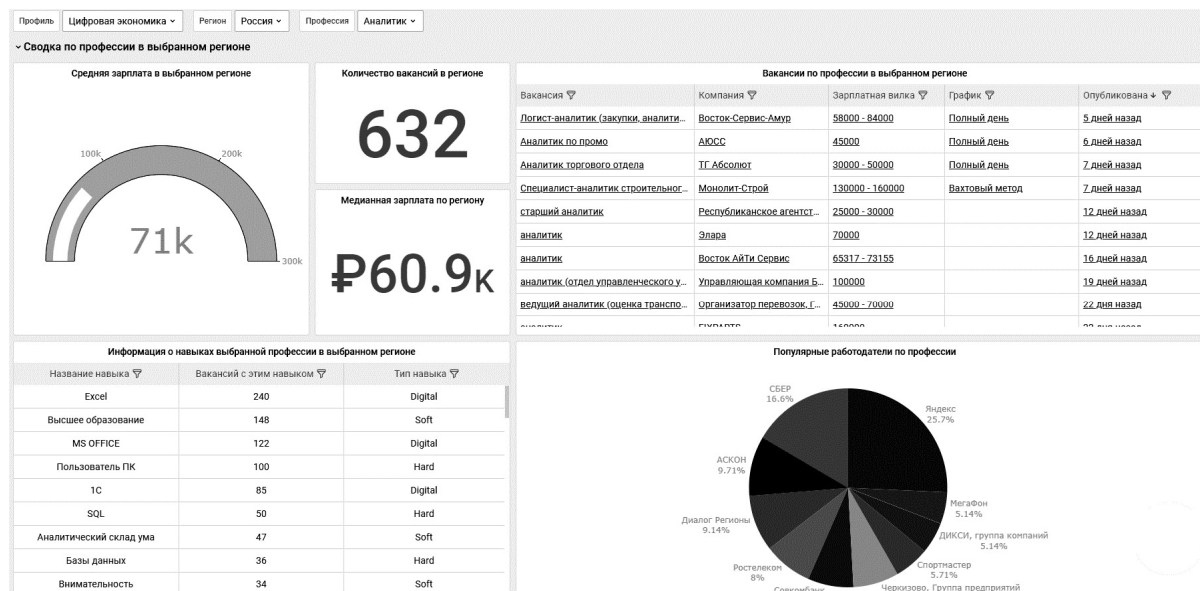 Профиль Цифровая экономика Регион Россия Профессия Аналитик
Сводка по профессии в выбранном регионе
Средняя зарплата в выбранном регионе
100k
200k
300k
71k
Количество вакансий в регионе
632
Медианная зарплата по региону
₽60.9к
Вакансии по профессии в выбранном регионе
Вакансия Компания Зарплатная вилка График Опубликована
Логист-аналитик (закупки, аналити... Восток-Сервис-Амур 58000 - 84000 Полный день 5 дней назад
Аналитик по промо АЮСС 45000 Полный день 6 дней назад
Аналитик торгового отдела ТГ Абсолют 30000 - 50000 Полный день 7 дней назад
Специалист-аналитик строительног... Монолит-Строй 130000 - 160000 Вахтовый метод 7 дней назад
старший аналитик Республиканское агентст... 25000 - 30000 12 дней назад
аналитик Элара 70000 12 дней назад
аналитик Восток АйТи Сервис 65317 - 73155 16 дней назад
аналитик (отдел управленческого у... Управляющая компания Б... 100000 19 дней назад
ведущий аналитик (оценка транспо... Организатор перевозок, Г... 45000 - 70000 22 дня назад
Информация о навыках выбранной профессии в выбранном регионе
Название навыка Вакансий с этим навыком Тип навыка
Excel 240 Digital
Высшее образование 148 Soft
MS OFFICE 122 Digital
Пользователь ПК 100 Hard
1С 85 Digital
SQL 50 Hard
Аналитический склад ума 47 Soft
Базы данных 36 Hard
Внимательность 34 Soft
Популярные работодатели по профессии
СБЕР
16.6%
Яндекс
25.7%
АСКОН
9.71%
МегаФон
5.14%
Диалог Регионы
9.14%
ДИКСИ, группа компаний
5.14%
Ростелеком
8%
Спортмастер
5.71%
Совкомбанк
Черкизово, Группа предприятий